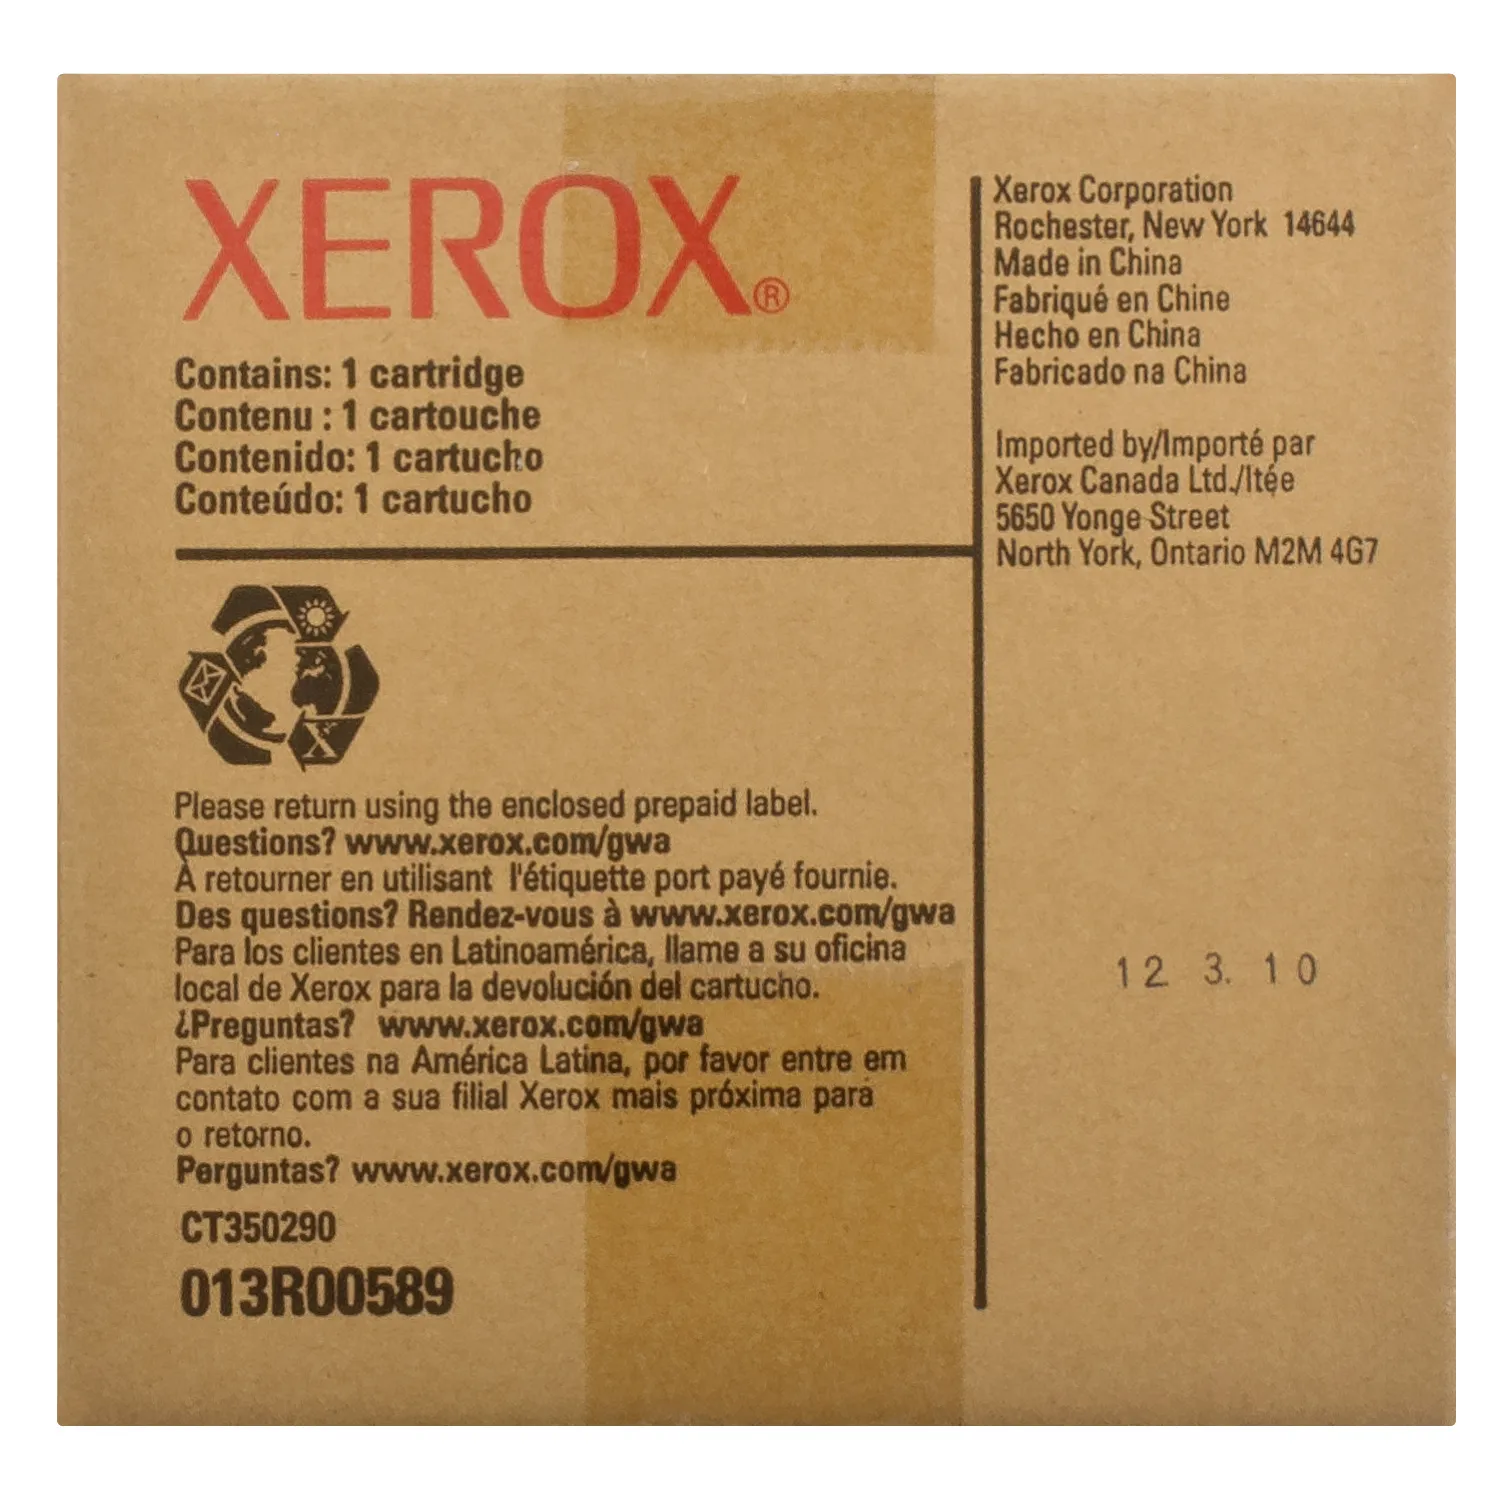 XEROX®
Contains: 1 cartridge
Contenu : 1 cartouche
Contenido: 1 cartucho
Conteúdo: 1 cartucho
X
Please return using the enclosed prepaid label.
Questions? www.xerox.com/gwa
À retourner en utilisant l'étiquette port payé fournie.
Des questions? Rendez-vous à www.xerox.com/gwa
Para los clientes en Latinoamérica, llame a su oficina
local de Xerox para la devolución del cartucho.
¿Preguntas? www.xerox.com/gwa
Para clientes na América Latina, por favor entre em
contato com a sua filial Xerox mais próxima para
o retorno.
Perguntas? www.xerox.com/gwa
CT350290
013R00589
Xerox Corporation
Rochester, New York 14644
Made in China
Fabriqué en Chine
Hecho en China
Fabricado na China
Imported by/Importé par
Xerox Canada Ltd./ltée
5650 Yonge Street
North York, Ontario M2M 4G7
12 3. 10